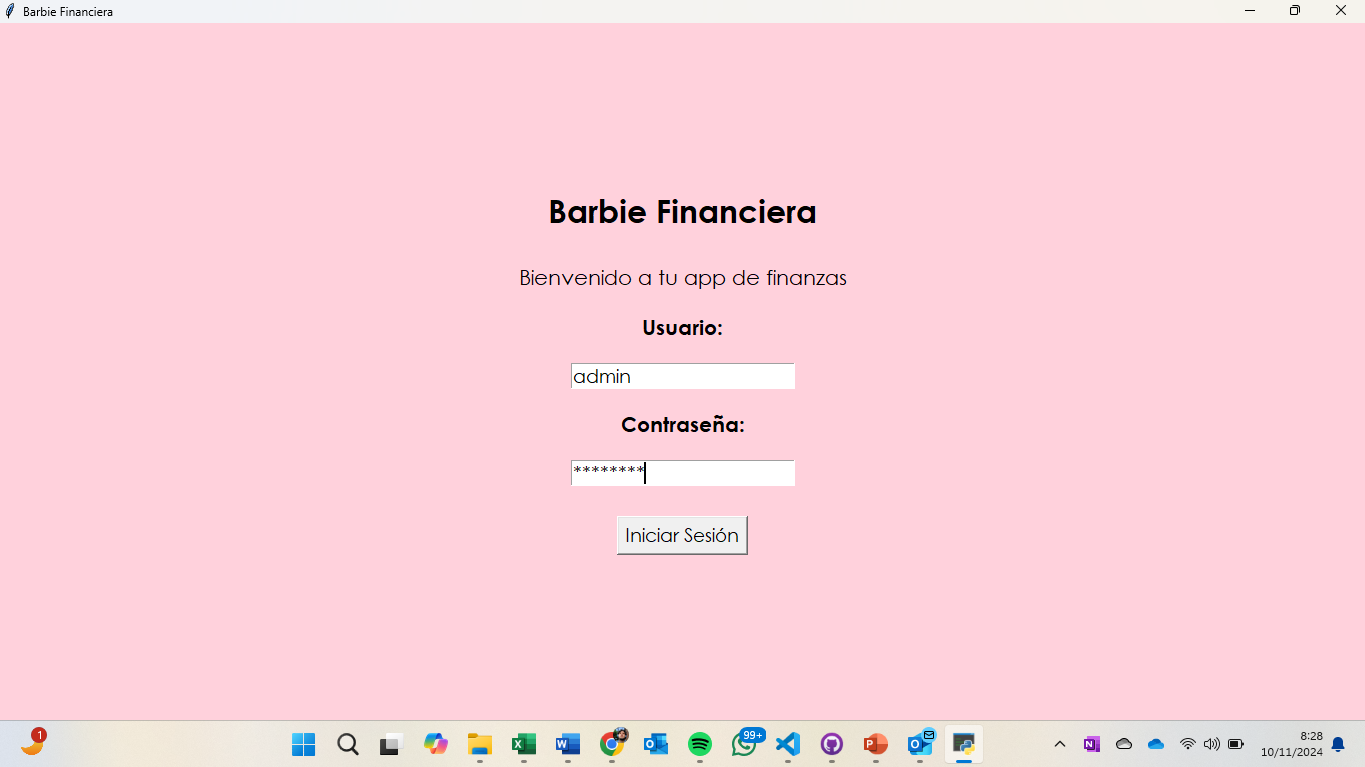 Barbie Financiera
Barbie Financiera
Bienvenido a tu app de finanzas
Usuario:
admin
Contraseña:
********
Iniciar Sesión
1
99+
8:28
10/11/2024